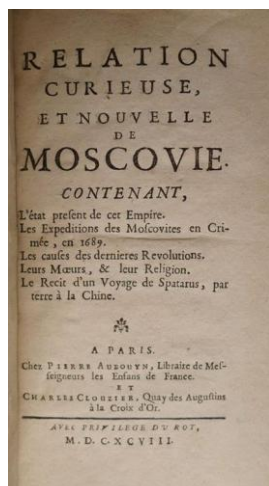 RELATION
CURIEUSE,
ET NOUVELLE
DE
MOSCOVIE.
CONTENANT,
L'état present de cet Empire.
Les Expeditions des Moscovites en Cri-
mée, en 1689.
Les causes des dernieres Revolutions.
Leurs Mœurs, & leur Religion.
Le Recit d'un Voyage de Spatarus, par
terre à la Chine.
A PARIS.
Chez PIERRE AUBOUYN, Libraire de Mes-
seigneurs les Enfans de France.
ET
CHARLES CLOUZIER, Quay des Augustins
à la Croix d'Or.
AVEC PRIVILEGE DU ROY,
M. D. C. XCVIII.